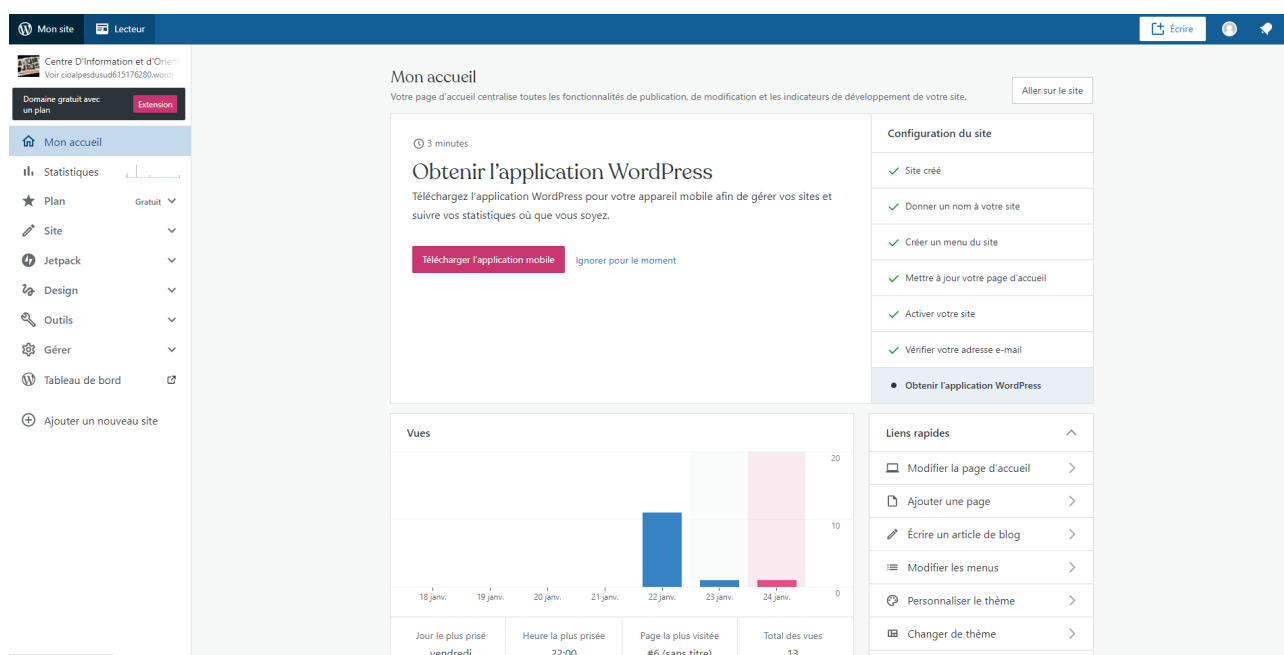 Mon site
Lecteur
Écrire
Centre D'Information et d'Orien
Voir cioalpesdusud615176280.word
Domaine gratuit avec
un plan
Extension
Mon accueil
Statistiques
Plan
Gratuit
Site
Jetpack
Design
Outils
Gérer
Tableau de bord
Ajouter un nouveau site
Mon accueil
Votre page d'accueil centralise toutes les fonctionnalités de publication, de modification et les indicateurs de développement de votre site.
Aller sur le site
3 minutes
Obtenir l'application WordPress
Téléchargez l'application WordPress pour votre appareil mobile afin de gérer vos sites et
suivre vos statistiques où que vous soyez.
Télécharger l'application mobile
Ignorer pour le moment
Configuration du site
Site créé
Donner un nom à votre site
Créer un menu du site
Mettre à jour votre page d'accueil
Activer votre site
Vérifier votre adresse e-mail
Obtenir l'application WordPress
Vues
20
10
0
18 janv.
19 janv.
20 janv.
21 janv.
22 janv.
23 janv.
24 janv.
Jour le plus prisé
vendredi
Heure la plus prisée
22:00
Page la plus visitée
#6 (sans titre)
Total des vues
13
Liens rapides
Modifier la page d'accueil
Ajouter une page
Écrire un article de blog
Modifier les menus
Personnaliser le thème
Changer de thème